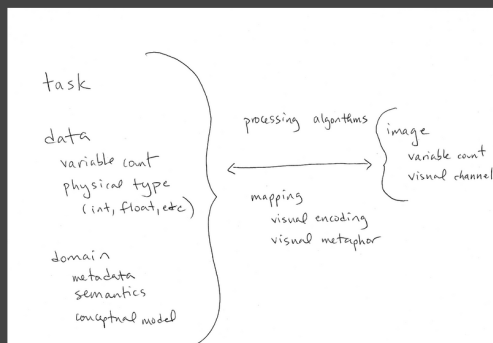 task
data
variable count
physical type
(int, float, etc)
domain
metadata
semantics
conceptual model
processing algorithms
mapping
visual encoding
visual metaphor
image
variable count
visual channel